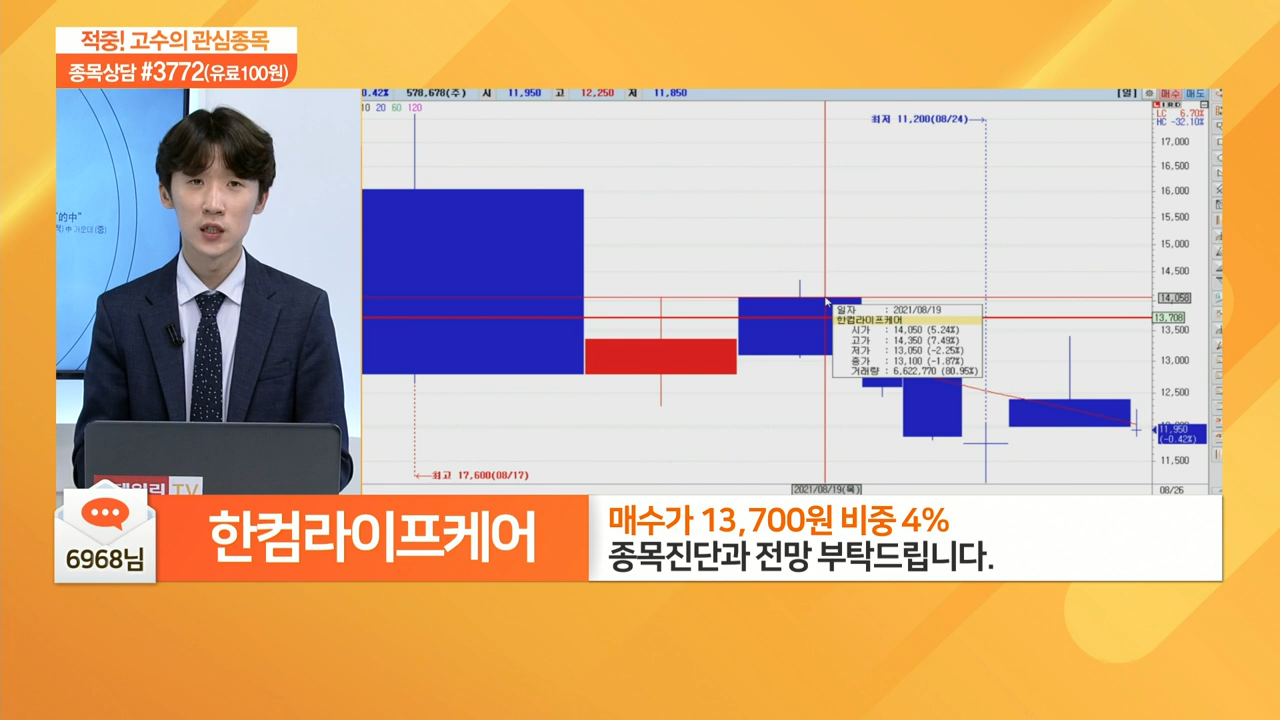 적중! 고수의 관심종목
종목상담 #3772(유료100원)
"的中"
0.42% 578,678(주) 시 11,950 고 12,250 저 11,850 [일] 매수 매도
10 20 60 120
LC 6.70%
HC -32.10%
최저 11,200(08/24)
17,000
16,500
16,000
15,500
15,000
14,500
14,058
13,708
13,500
13,000
12,500
11,950
(-0.42%)
11,500
일자 : 2021/08/19
한컴라이프케어
시가 : 14,050 (5.24%)
고가 : 14,350 (7.49%)
저가 : 13,050 (-2.25%)
종가 : 13,100 (-1.87%)
거래량 : 6,622,770 (80.95%)
최고 17,600(08/17)
2021/08/19(목) 08/26
TV
6968님
한컴라이프케어
매수가 13,700원 비중 4%
종목진단과 전망 부탁드립니다.